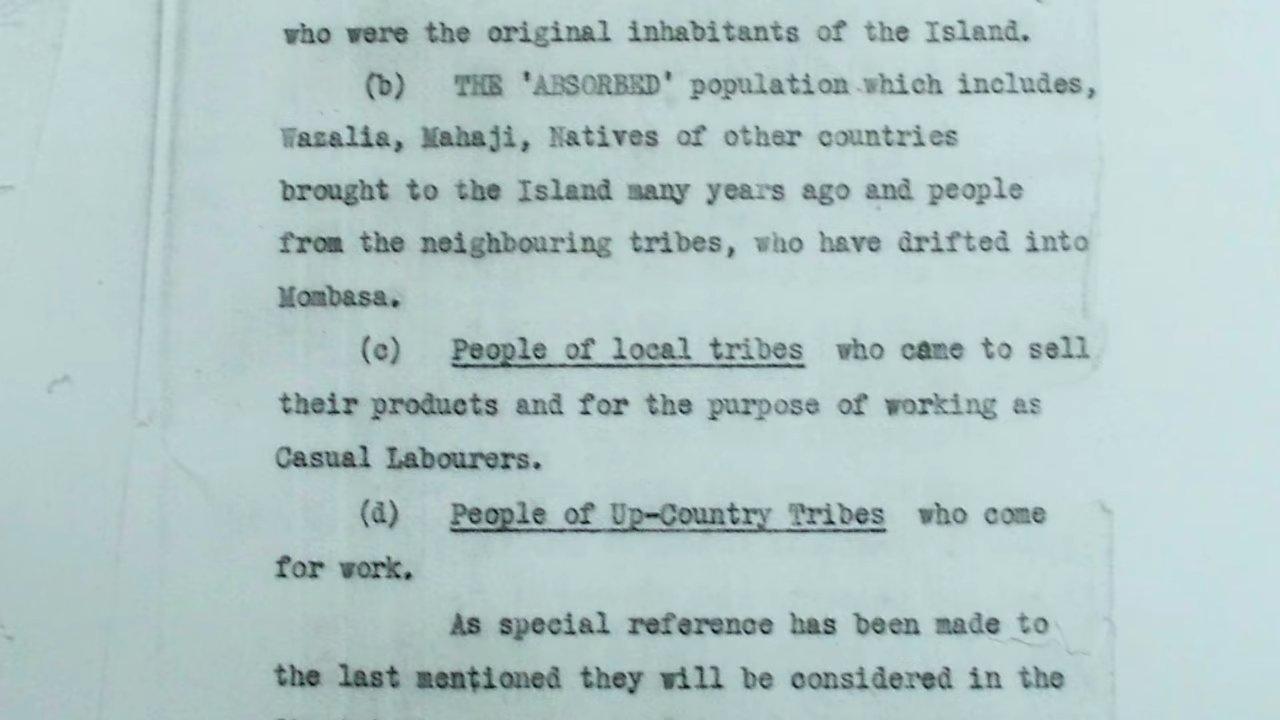 who were the original inhabitants of the Island.
(b) THE 'ABSORBED' population which includes,
Wazalia, Mahaji, Natives of other countries
brought to the Island many years ago and people
from the neighbouring tribes, who have drifted into
Mombasa.
(c) People of local tribes who came to sell
their products and for the purpose of working as
Casual Labourers.
(d) People of Up-Country Tribes who come
for work.
As special reference has been made to
the last mentioned they will be considered in the